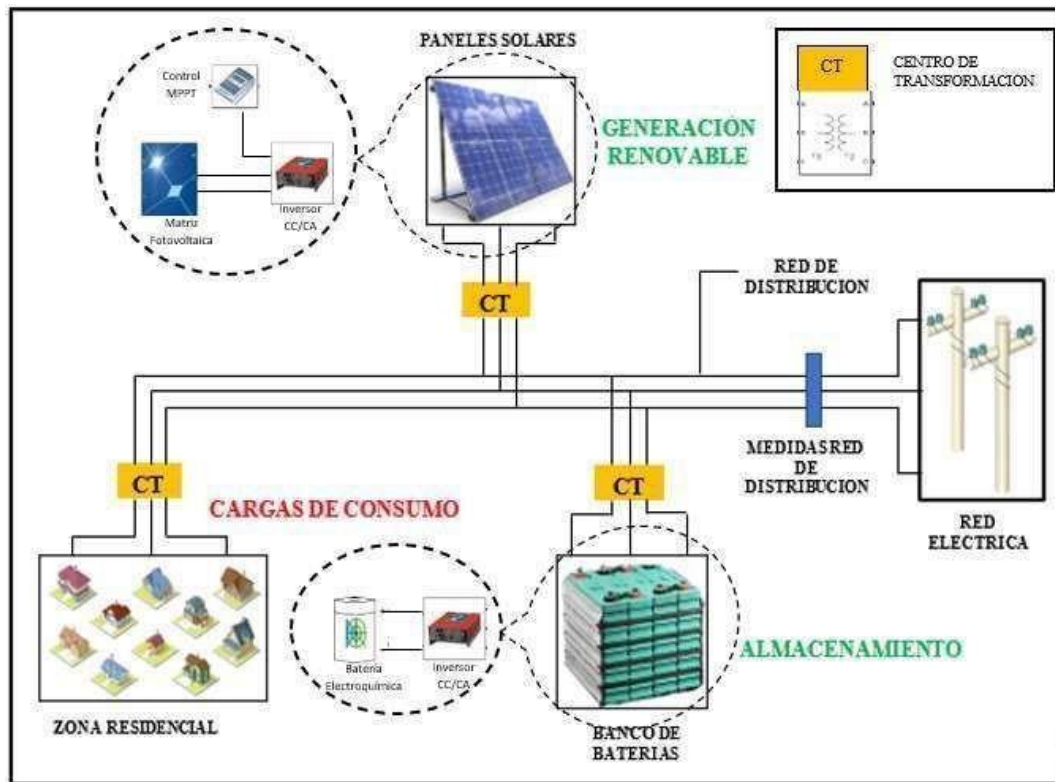 PANELES SOLARES
Control
MPPT
Matriz
Fotovoltaica
Inversor
CC/CA
GENERACIÓN
RENOVABLE
CT
CENTRO DE
TRANSFORMACION
CT
RED DE
DISTRIBUCION
MEDIDAS RED
DE
DISTRIBUCION
RED
ELECTRICA
CT
CARGAS DE CONSUMO
CT
Bateria
Electroquímica
Inversor
CC/CA
ALMACENAMIENTO
ZONA RESIDENCIAL
BANCO DE
BATERIAS